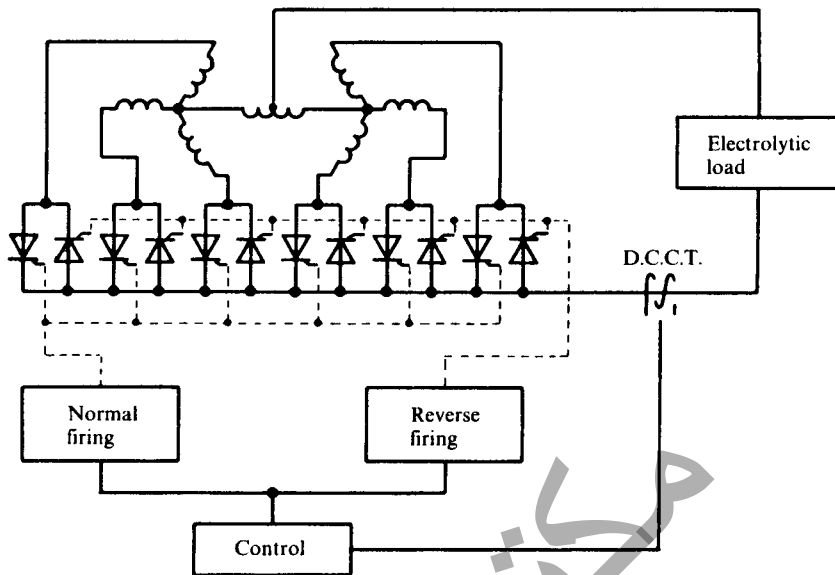 Electrolytic
load
D.C.C.T.
Normal
firing
Reverse
firing
Control